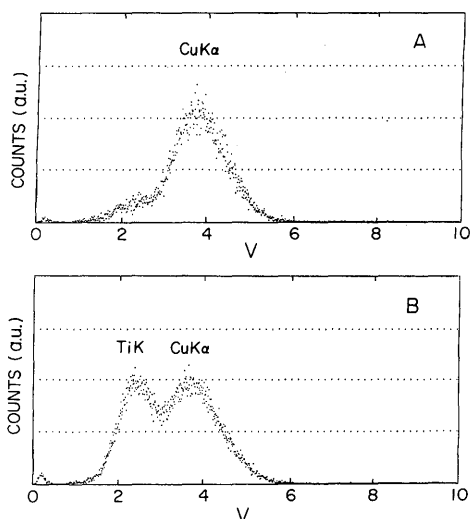 A
CuKα
COUNTS (a.u.)
0 2 4 6 8 10
V
B
TiK CuKα
COUNTS (a.u.)
0 2 4 6 8 10
V